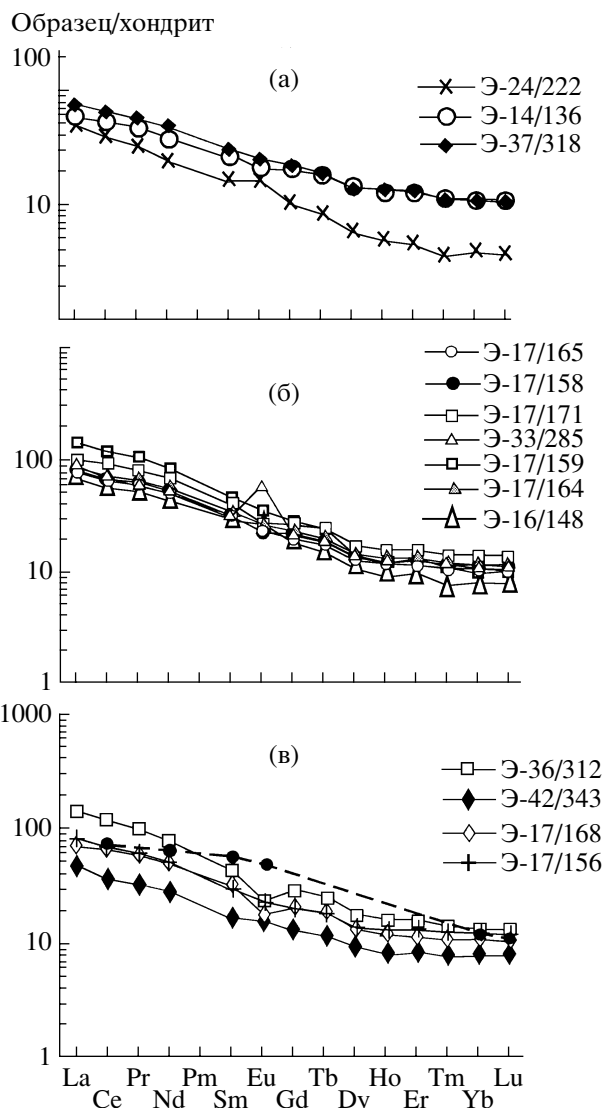 Образец/хондрит
100
(а)
Э-24/222
Э-14/136
Э-37/318
10
Э-17/165
Э-17/158
(б)
Э-17/171
Э-33/285
100
Э-17/159
Э-17/164
Э-16/148
10
1
1000
(в)
Э-36/312
Э-42/343
100
Э-17/168
Э-17/156
10
1
La Pr Pm Eu Tb Ho Tm Lu
Ce Nd Sm Gd Dy Er Yb